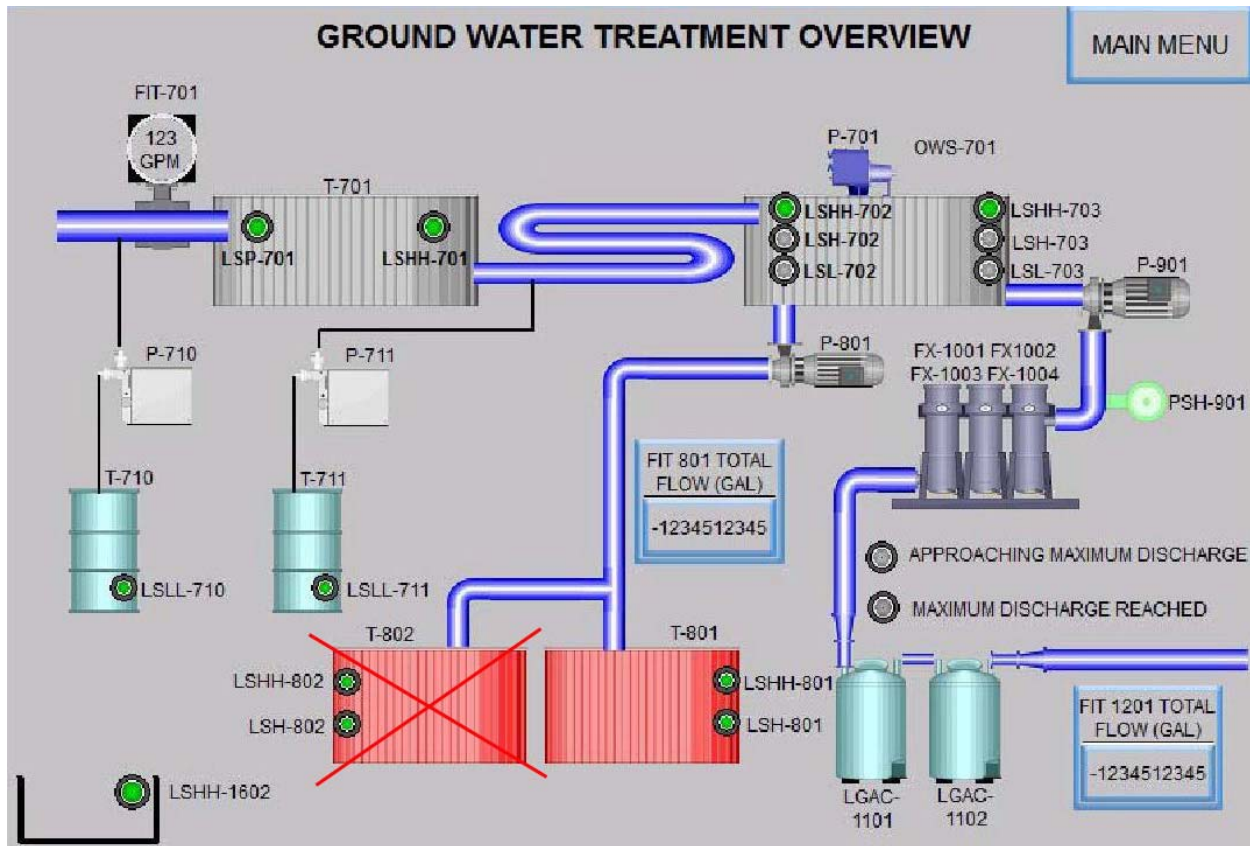 GROUND WATER TREATMENT OVERVIEW
MAIN MENU
FIT-701
123
GPM
T-701
P-701
OWS-701
LSP-701
LSHH-701
LSHH-702
LSH-702
LSL-702
LSHH-703
LSH-703
LSL-703
P-901
P-710
P-711
P-801
FX-1001 FX1002
FX-1003 FX-1004
PSH-901
T-710
T-711
LSLL-710
LSLL-711
FIT 801 TOTAL
FLOW (GAL)
-1234512345
APPROACHING MAXIMUM DISCHARGE
MAXIMUM DISCHARGE REACHED
T-802
T-801
LSHH-802
LSH-802
LSHH-801
LSH-801
FIT 1201 TOTAL
FLOW (GAL)
-1234512345
LSHH-1602
LGAC-
1101
LGAC-
1102